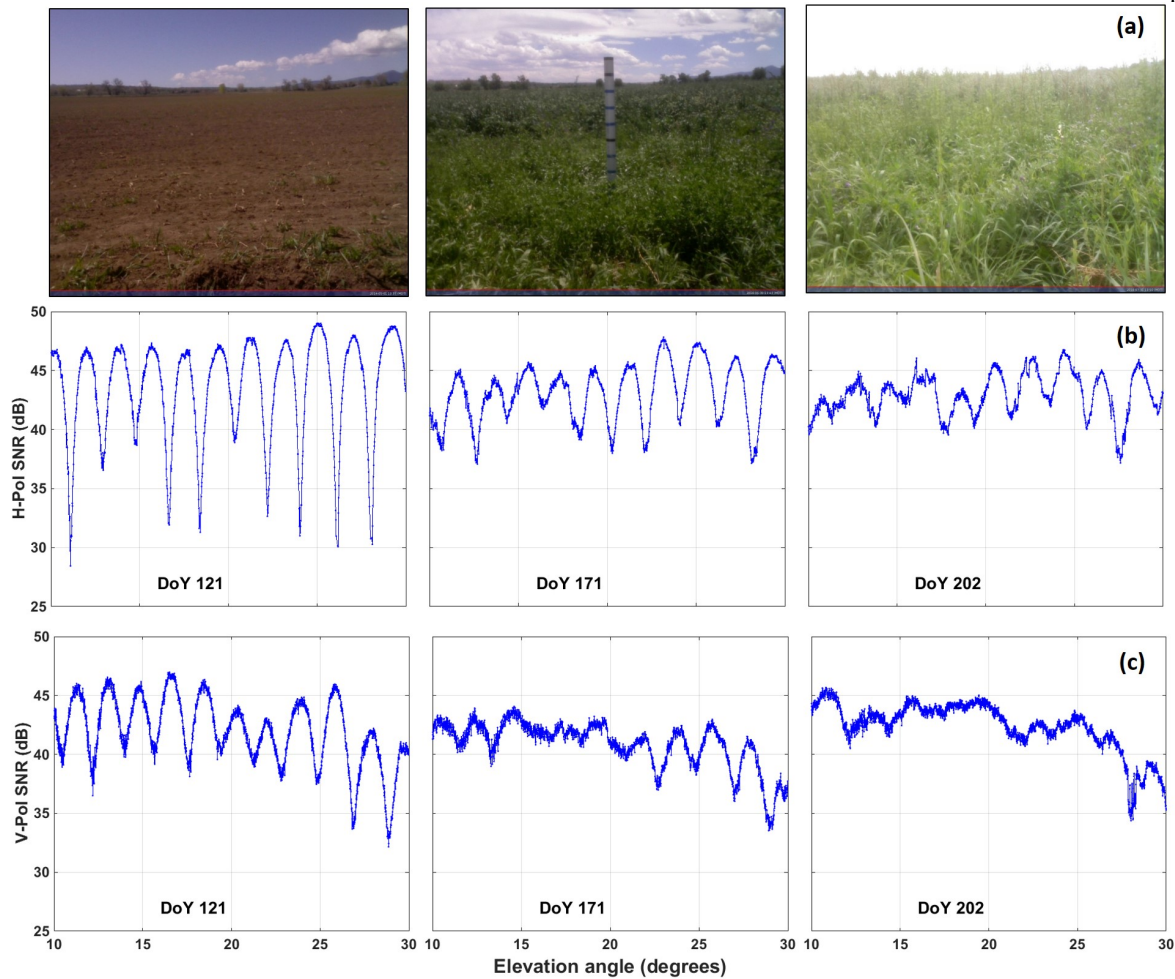 (a)
50
45
40
35
30
25
H-Pol SNR (dB)
DoY 121
DoY 171
DoY 202
(b)
50
45
40
35
30
25
V-Pol SNR (dB)
DoY 121
DoY 171
DoY 202
(c)
10 15 20 25 30 10 15 20 25 30 10 15 20 25 30
Elevation angle (degrees)